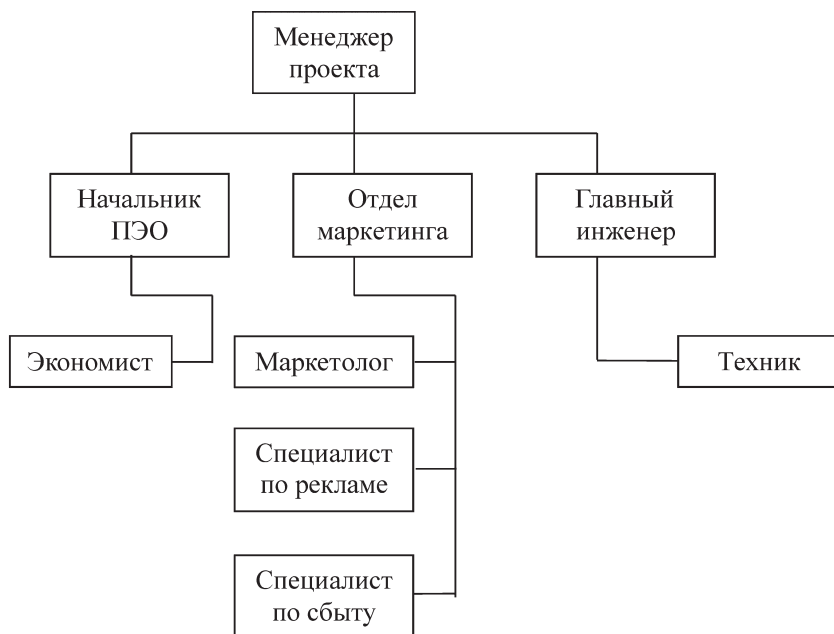 Менеджер
проекта
Начальник
ПЭО
Отдел
маркетинга
Главный
инженер
Экономист
Маркетолог
Техник
Специалист
по рекламе
Специалист
по сбыту